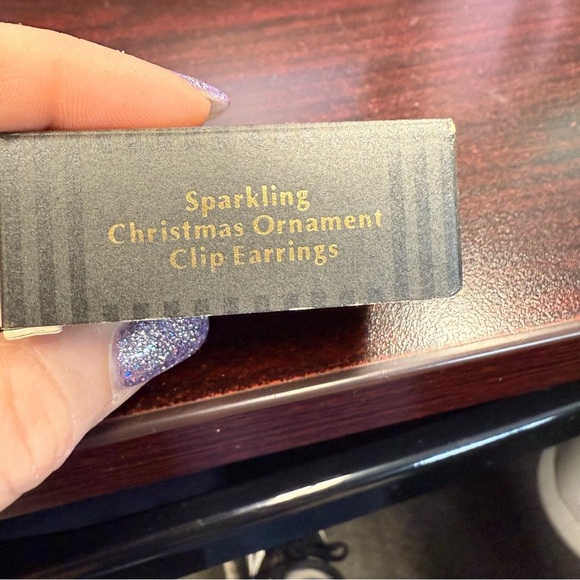 Sparkling
Christmas Ornament
Clip Earrings